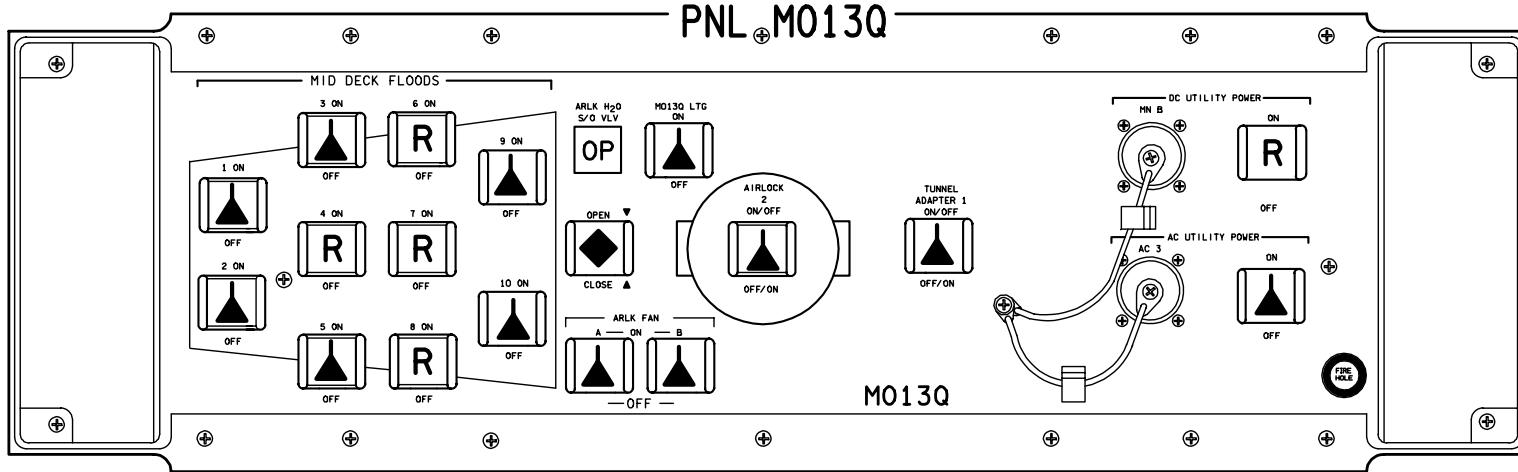 PNL MO13Q
MID DECK FLOODS
3 ON
R
OFF
6 ON
OFF
1 ON
OFF
9 ON
OFF
4 ON
R
OFF
7 ON
R
OFF
2 ON
OFF
10 ON
OFF
5 ON
OFF
8 ON
R
OFF
ARLK H2O
S/O VLV
OP
OPEN
CLOSE
MO13Q LTG
ON
OFF
ARLK FAN
A — ON — B
— OFF —
AIRLOCK
2
ON/OFF
OFF/ON
TUNNEL
ADAPTER 1
ON/OFF
OFF/ON
DC UTILITY POWER
MN B
ON
R
OFF
AC UTILITY POWER
AC 3
ON
OFF
FIRE
HOLE
MO13Q